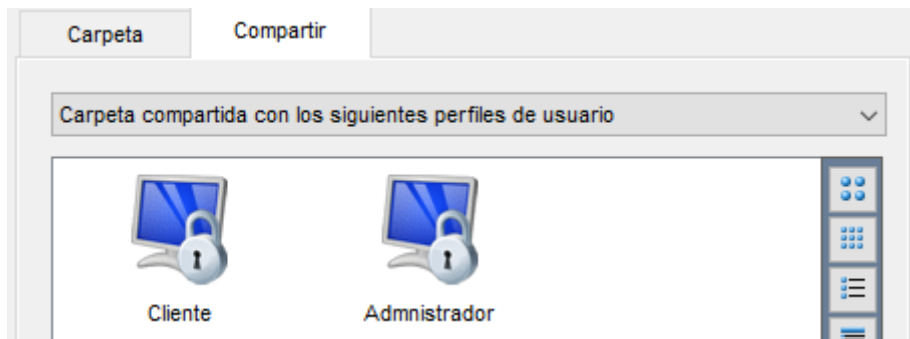 Carpeta
Compartir
Carpeta compartida con los siguientes perfiles de usuario
Cliente
Admnistrador